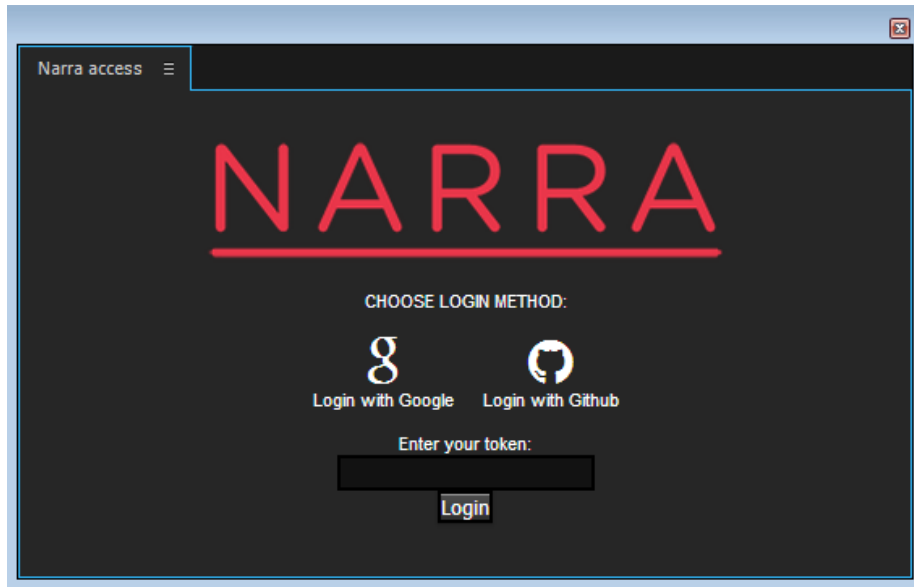 Narra access
NARRA
CHOOSE LOGIN METHOD:
Login with Google Login with Github
Enter your token:
Login